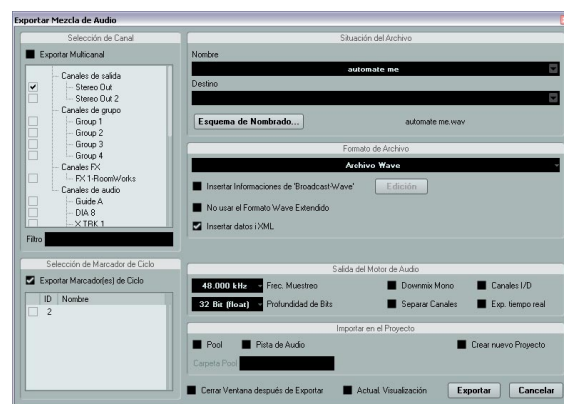 Exportar Mezcla de Audio
Selección de Canal
Exportar Multicanal
Canales de salida
Stereo Out
Stereo Out 2
Canales de grupo
Group 1
Group 2
Group 3
Group 4
Canales FX
FX 1-RoomWorks
Canales de audio
Guide A
DIA 8
X TRK 1
Filtro
Selección de Marcador de Ciclo
Exportar Marcador(es) de Ciclo
ID Nombre
2
Situación del Archivo
Nombre
automate me
Destino
Esquema de Nombrado... automate me.wav
Formato de Archivo
Archivo Wave
Insertar Informaciones de 'Broadcast-Wave' Edición
No usar el Formato Wave Extendido
Insertar datos iXML
Salida del Motor de Audio
48.000 kHz Frec. Muestreo Downmix Mono Canales I/D
32 Bit (float) Profundidad de Bits Separar Canales Exp. tiempo real
Importar en el Proyecto
Pool Pista de Audio Crear nuevo Proyecto
Carpeta Pool
Cerrar Ventana después de Exportar Actual. Visualización Exportar Cancelar